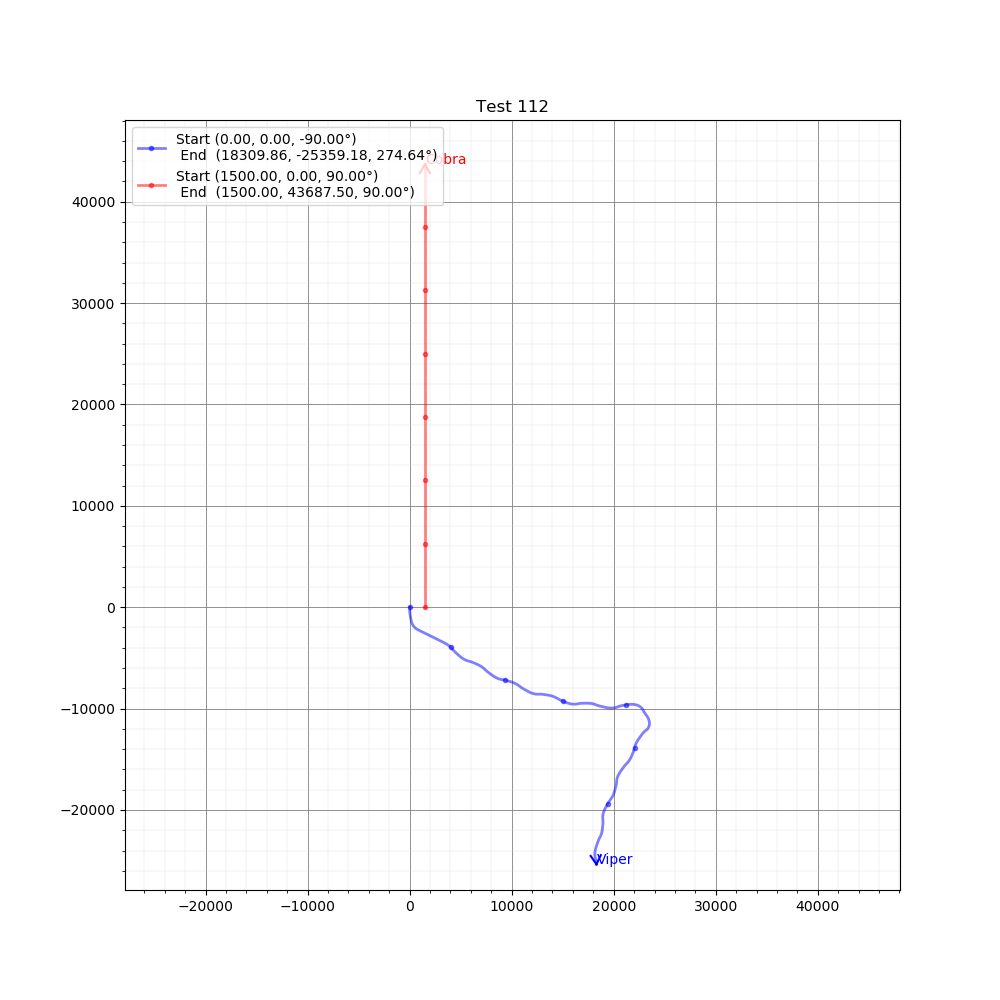 Test 112
Start (0.00, 0.00, -90.00°)
End  (18309.86, -25359.18, 274.64°)
Start (1500.00, 0.00, 90.00°)
End  (1500.00, 43687.50, 90.00°)
Cobra
40000
30000
20000
10000
0
−10000
−20000
Viper
−20000
−10000
0
10000
20000
30000
40000